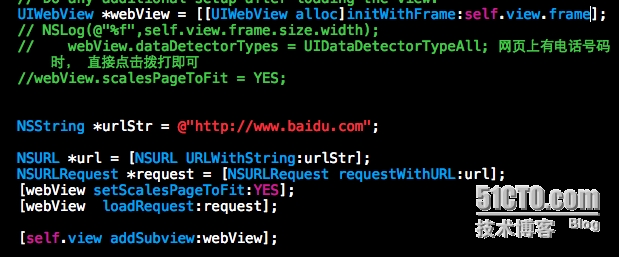 // Do any additional setup after loading the view.
UIWebView *webView = [[UIWebView alloc]initWithFrame:self.view.frame];
// NSLog(@"%f",self.view.frame.size.width);
// webView.dataDetectorTypes = UIDataDetectorTypeAll; 网页上有电话号码
时， 直接点击拨打即可
//webView.scalesPageToFit = YES;
NSString *urlStr = @"http://www.baidu.com";
NSURL *url = [NSURL URLWithString:urlStr];
NSURLRequest *request = [NSURLRequest requestWithURL:url];
[webView setScalesPageToFit:YES];
[webView loadRequest:request];
[self.view addSubview:webView];
51CTO.com
技术博客 Blog